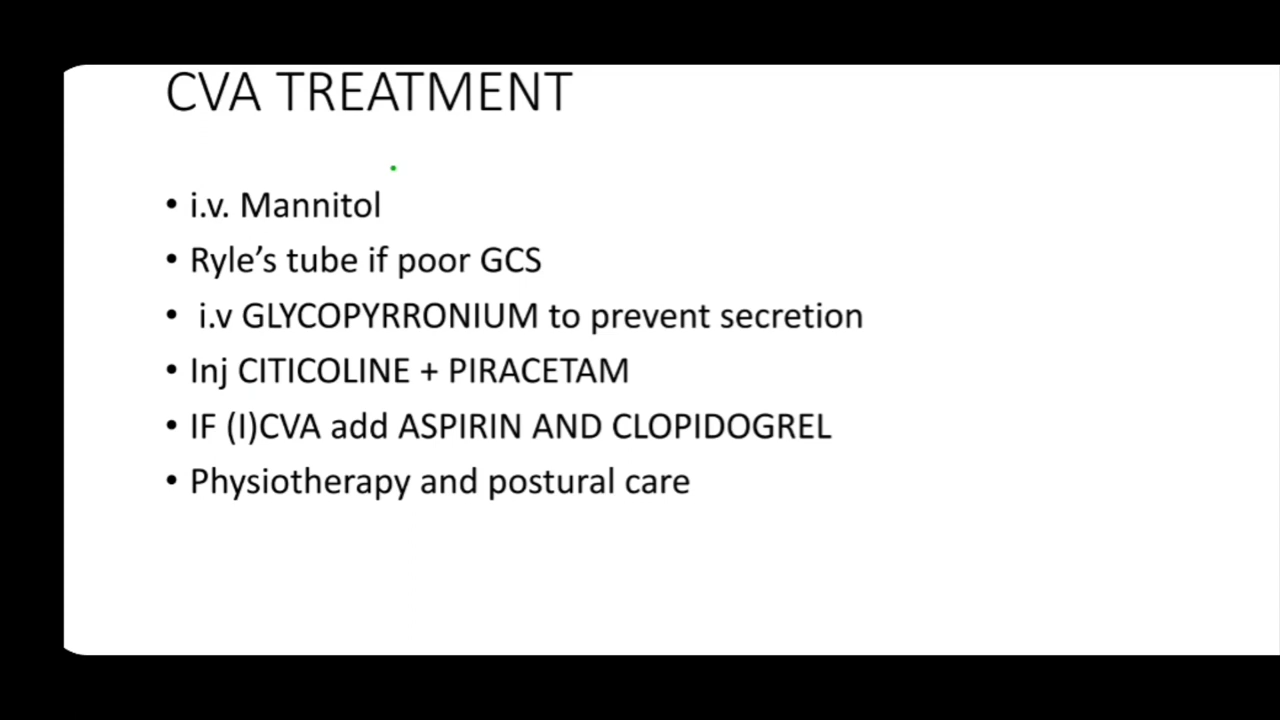 CVA TREATMENT
• i.v. Mannitol
• Ryle’s tube if poor GCS
• i.v GLYCOPYRRONIUM to prevent secretion
• Inj CITICOLINE + PIRACETAM
• IF (I)CVA add ASPIRIN AND CLOPIDOGREL
• Physiotherapy and postural care